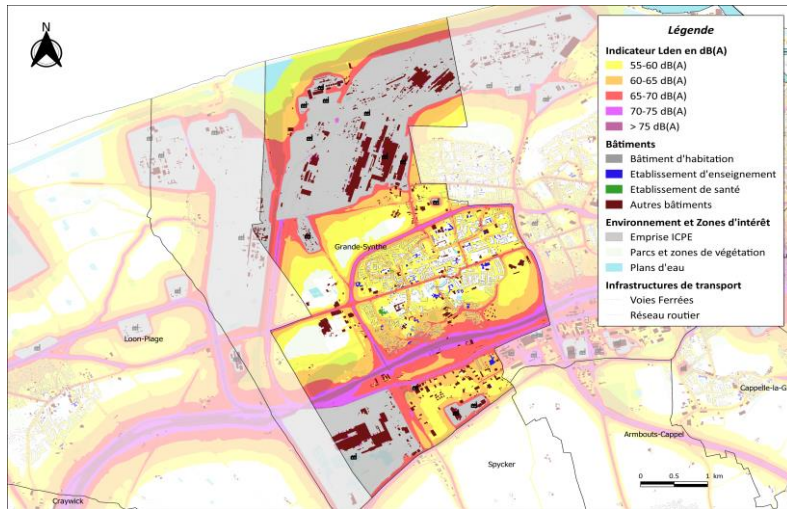 N
Légende
Indicateur Lden en dB(A)
55-60 dB(A)
60-65 dB(A)
65-70 dB(A)
70-75 dB(A)
> 75 dB(A)
Bâtiments
Bâtiment d'habitation
Etablissement d'enseignement
Etablissement de santé
Autres bâtiments
Environnement et Zones d'intérêt
Emprise ICPE
Parcs et zones de végétation
Plans d'eau
Infrastructures de transport
Voies Ferrées
Réseau routier
Grande-Synthe
Loon-Plage
Cappelle-la-G
Armbouts-Cappel
Spycker
Craywick
0 0.5 1 km